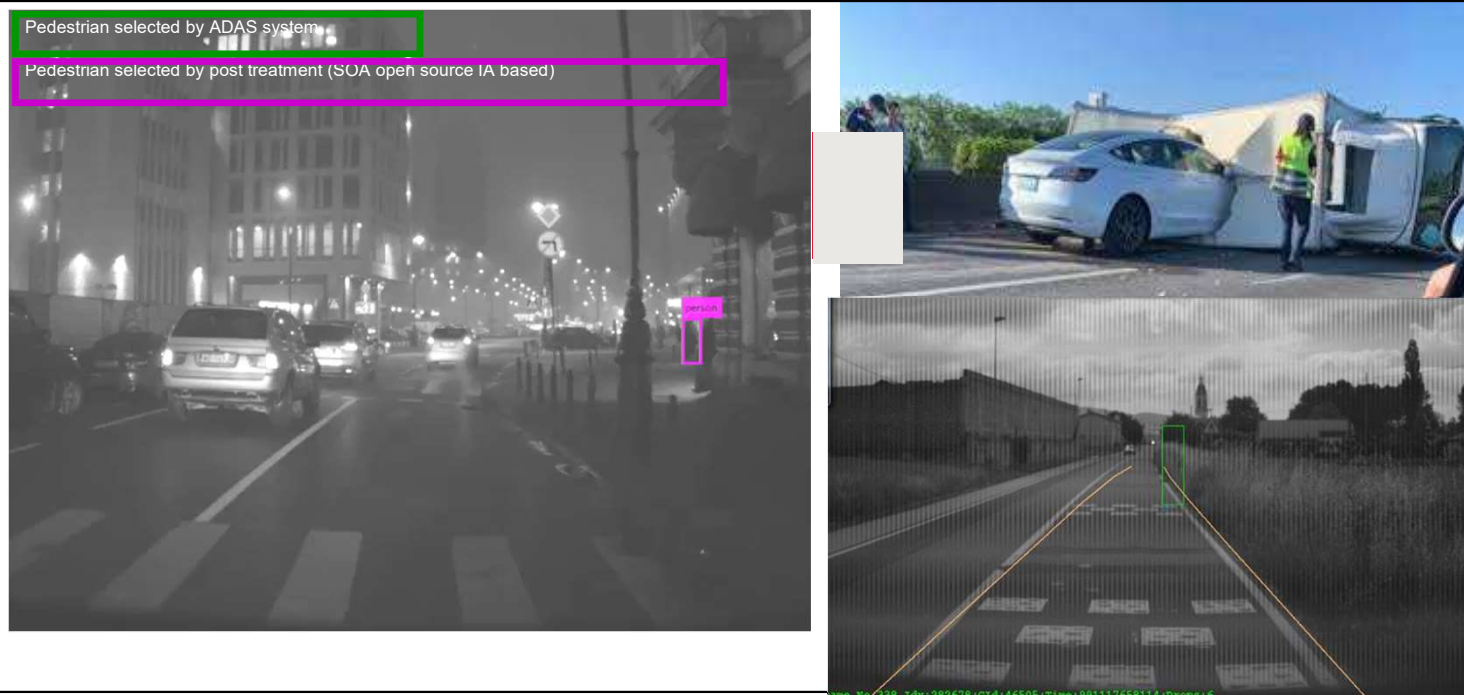 Pedestrian selected by ADAS system
Pedestrian selected by post treatment (SOA open source IA based)
person